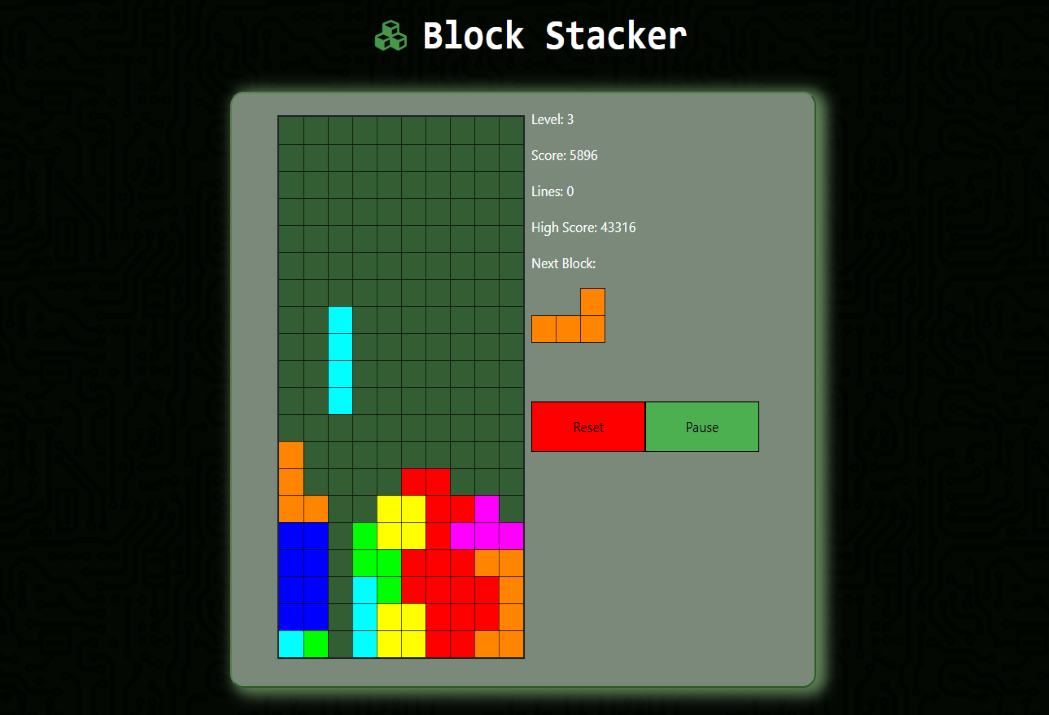 Block Stacker
Level: 3
Score: 5896
Lines: 0
High Score: 43316
Next Block:
Reset Pause